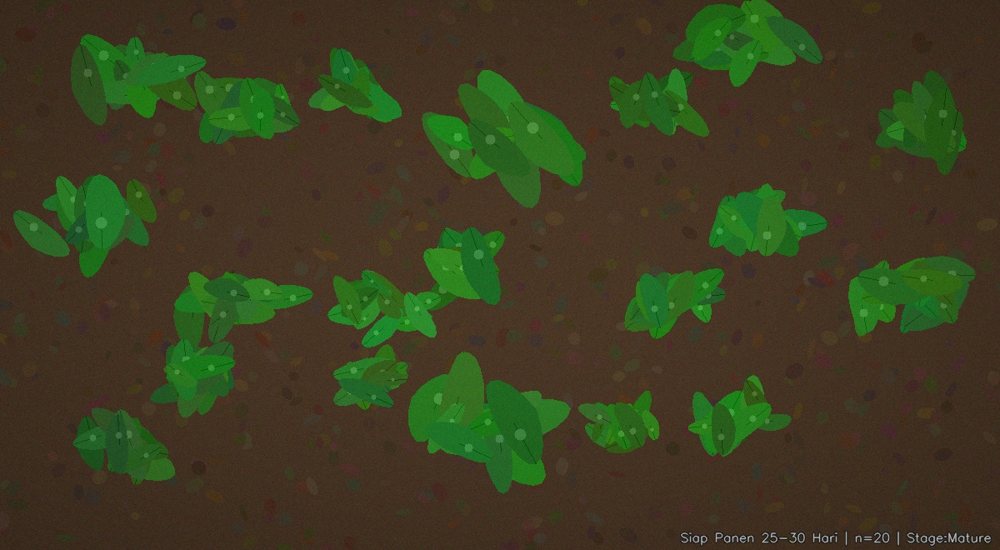 Siap Panen 25-30 Hari | n=20 | Stage:Mature